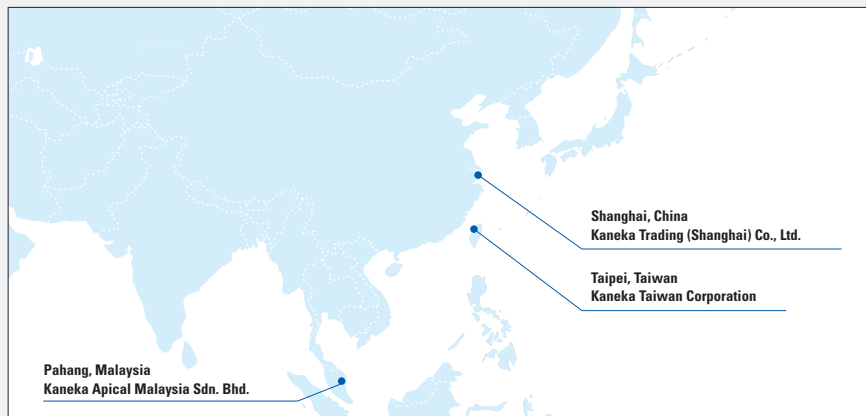 Shanghai, China
Kaneka Trading (Shanghai) Co., Ltd.
Taipei, Taiwan
Kaneka Taiwan Corporation
Pahang, Malaysia
Kaneka Apical Malaysia Sdn. Bhd.